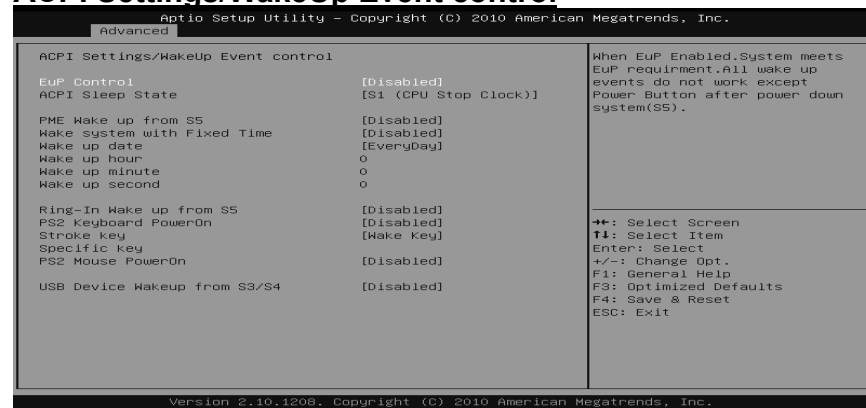 ACPI Settings/WakeUp Event control
Aptio Setup Utility – Copyright (C) 2010 American Megatrends, Inc.
Advanced
ACPI Settings/WakeUp Event control
EuP Control [Disabled]
ACPI Sleep State [S1 (CPU Stop Clock)]
PME Wake up from S5 [Disabled]
Wake system with Fixed Time [Disabled]
Wake up date [EveryDay]
Wake up hour 0
Wake up minute 0
Wake up second 0
Ring-In Wake up from S5 [Disabled]
PS2 Keyboard PowerOn [Disabled]
Stroke key [Wake Key]
Specific key
PS2 Mouse PowerOn [Disabled]
USB Device Wakeup from S3/S4 [Disabled]
When EuP Enabled.System meets
EuP requirment.All wake up
events do not work except
Power Button after power down
system(S5).
→←: Select Screen
↑↓: Select Item
Enter: Select
+/-: Change Opt.
F1: General Help
F3: Optimized Defaults
F4: Save & Reset
ESC: Exit
Version 2.10.1208. Copyright (C) 2010 American Megatrends, Inc.